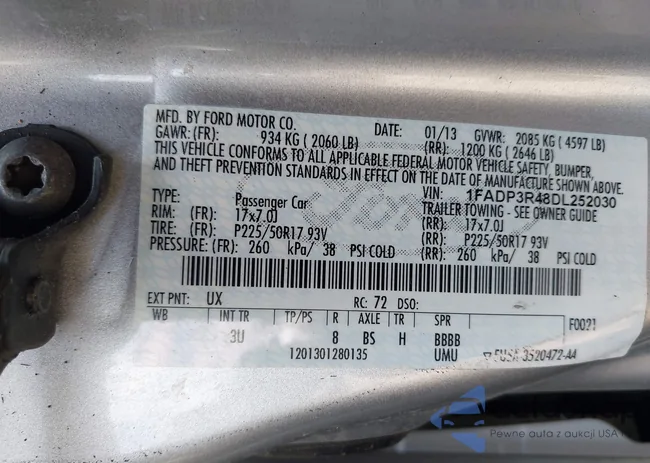 MFD. BY FORD MOTOR CO. DATE: 01/13 GVWR: 2085 KG ( 4597 LB)
GAWR: (FR): 934 KG ( 2060 LB) (RR): 1200 KG ( 2646 LB)
THIS VEHICLE CONFORMS TO ALL APPLICABLE FEDERAL MOTOR VEHICLE SAFETY, BUMPER,
AND THEFT PREVENTION STANDARDS IN EFFECT ON THE DATE OF MANUFACTURE SHOWN ABOVE.
VIN: 1FADP3R48DL252030
TYPE: Passenger Car TRAILER TOWING - SEE OWNER GUIDE
RIM: (FR): 17x7.0J (RR): 17x7.0J
TIRE: (FR): P225/50R17 93V (RR): P225/50R17 93V
PRESSURE: (FR): 260 kPa/ 38 PSI COLD (RR): 260 kPa/ 38 PSI COLD
EXT PNT: UX RC: 72 DSO:
WB INT TR TP/PS R AXLE TR SPR F0021
3U 8 BS H BBBB
1201301280135 UMU FUSA-3520472-AA
Pewne auta z aukcji USA